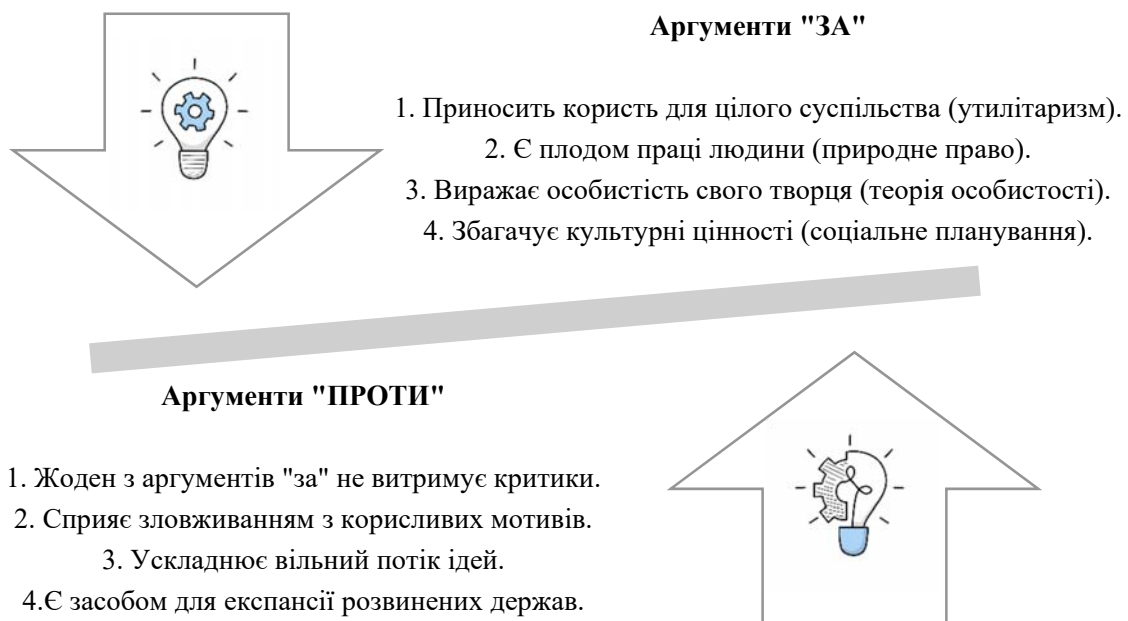 Аргументи "ЗА"
1. Приносить користь для цілого суспільства (утилітаризм).
2. Є плодом праці людини (природне право).
3. Виражає особистість свого творця (теорія особистості).
4. Збагачує культурні цінності (соціальне планування).
Аргументи "ПРОТИ"
1. Жоден з аргументів "за" не витримує критики.
2. Сприяє зловживанням з корисливих мотивів.
3. Ускладнює вільний потік ідей.
4.Є засобом для експансії розвинених держав.